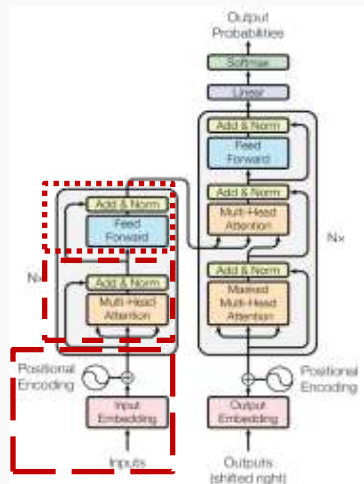 Output
Probabilities
Softmax
Linear
Add & Norm
Feed
Forward
Add & Norm
Multi-Head
Attention
Add & Norm
Masked
Multi-Head
Attention
Nx
Add & Norm
Feed
Forward
Add & Norm
Multi-Head
Attention
Nx
Positional
Encoding
Input
Embedding
Inputs
Positional
Encoding
Output
Embedding
Outputs
(shifted right)